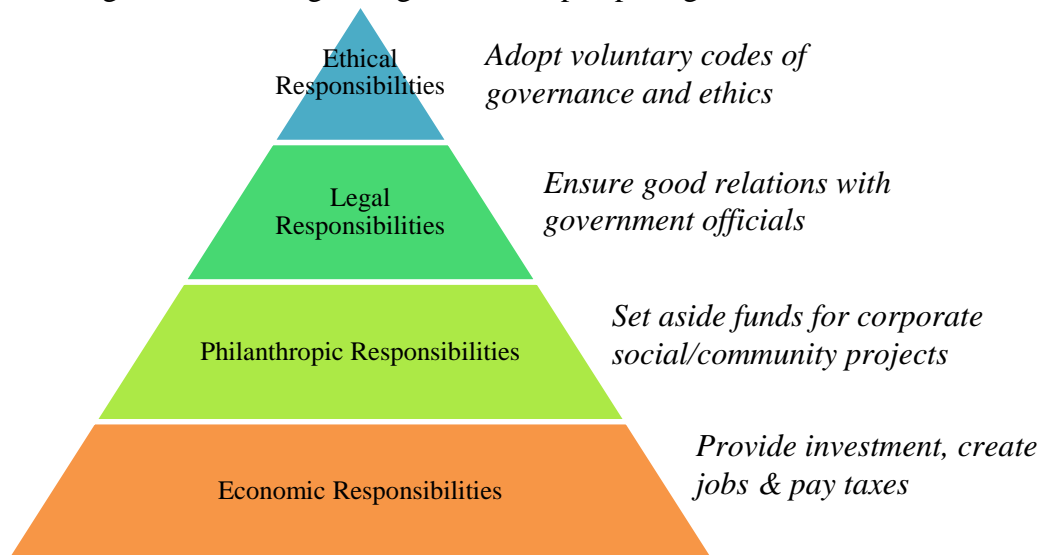 Ethical
Responsibilities
Adopt voluntary codes of
governance and ethics
Legal
Responsibilities
Ensure good relations with
government officials
Philanthropic Responsibilities
Set aside funds for corporate
social/community projects
Economic Responsibilities
Provide investment, create
jobs & pay taxes